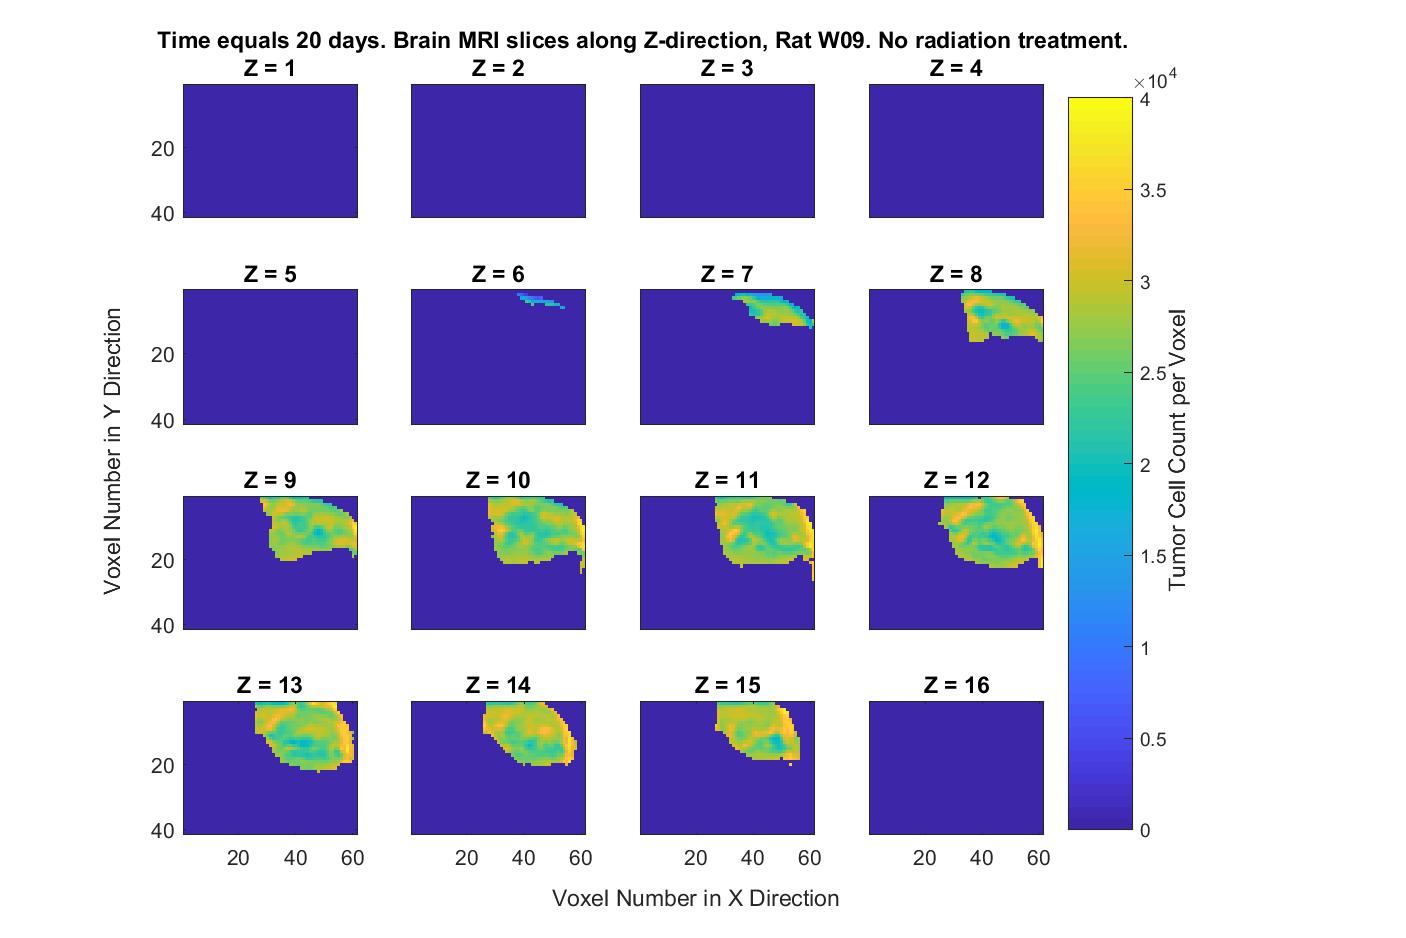 Time equals 20 days. Brain MRI slices along Z-direction, Rat W09. No radiation treatment.
Z = 1 Z = 2 Z = 3 Z = 4
20
40
Z = 5 Z = 6 Z = 7 Z = 8
20
40
Z = 9 Z = 10 Z = 11 Z = 12
20
40
Z = 13 Z = 14 Z = 15 Z = 16
20
40
20 40 60 20 40 60 20 40 60 20 40 60
Voxel Number in X Direction
Voxel Number in Y Direction
×10⁴
4
3.5
3
2.5
2
1.5
1
0.5
0
Tumor Cell Count per Voxel